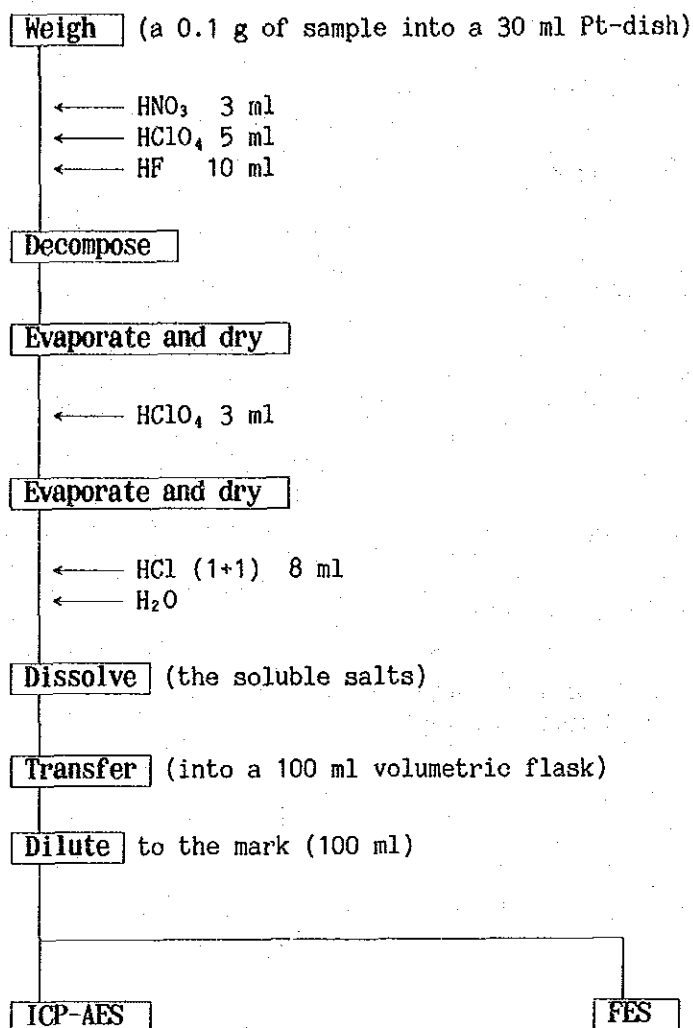 Weigh (a 0.1 g of sample into a 30 ml Pt-dish)
HNO₃ 3 ml
HClO₄ 5 ml
HF 10 ml
Decompose
Evaporate and dry
HClO₄ 3 ml
Evaporate and dry
HCl (1+1) 8 ml
H₂O
Dissolve (the soluble salts)
Transfer (into a 100 ml volumetric flask)
Dilute to the mark (100 ml)
ICP-AES FES